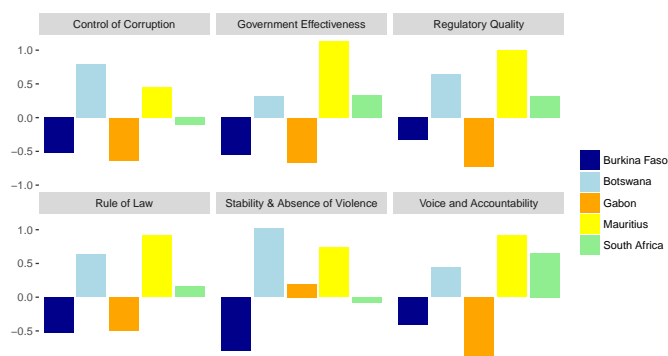 Control of Corruption
Government Effectiveness
Regulatory Quality
1.0
0.5
0.0
−0.5
−1.0
Rule of Law
Stability & Absence of Violence
Voice and Accountability
1.0
0.5
0.0
−0.5
Burkina Faso
Botswana
Gabon
Mauritius
South Africa